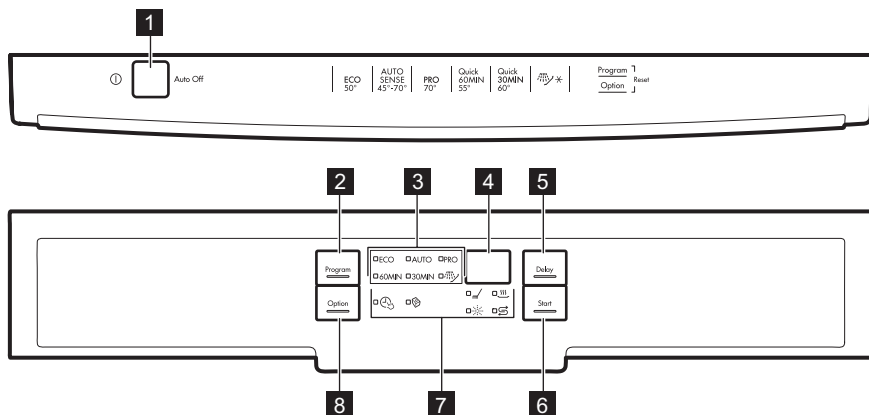 1
Auto Off
ECO
50°
AUTO
SENSE
45°-70°
PRO
70°
Quick
60MIN
55°
Quick
30MIN
60°
Program
Option
Reset
2
3
4
5
Program
ECO
AUTO
PRO
60MIN
30MIN
Delay
Option
Start
8
7
6